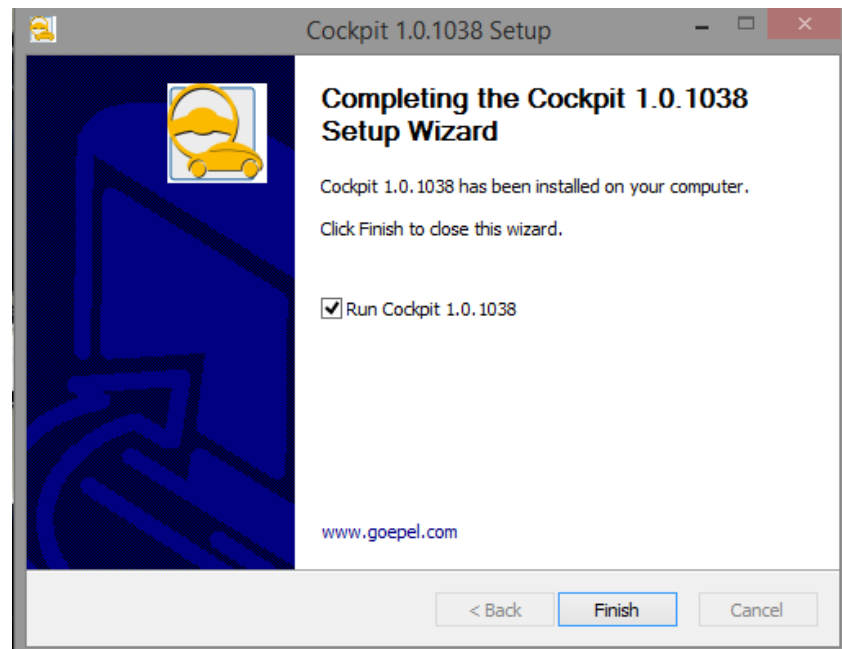 Cockpit 1.0.1038 Setup
Completing the Cockpit 1.0.1038
Setup Wizard
Cockpit 1.0.1038 has been installed on your computer.
Click Finish to close this wizard.
Run Cockpit 1.0.1038
www.goepel.com
< Back Finish Cancel